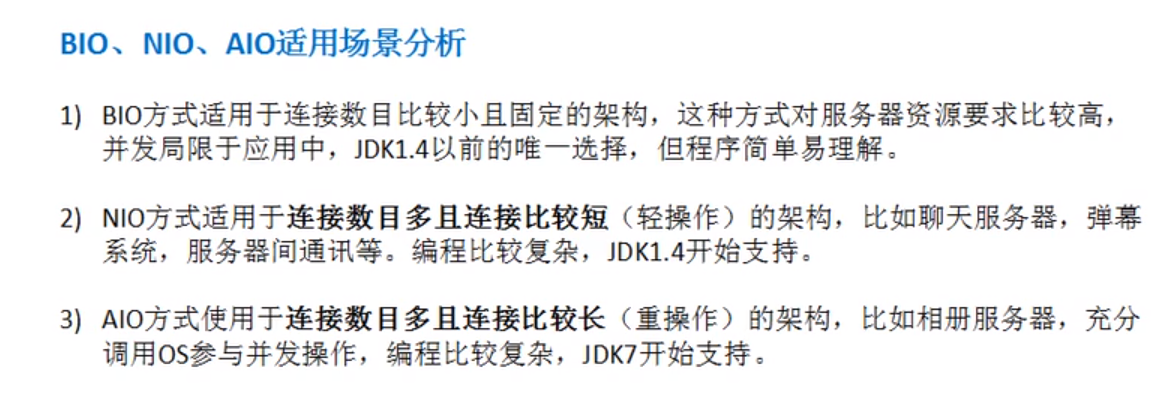 BIO、NIO、AIO适用场景分析
1) BIO方式适用于连接数目比较小且固定的架构，这种方式对服务器资源要求比较高，
并发局限于应用中，JDK1.4以前的唯一选择，但程序简单易理解。
2) NIO方式适用于连接数目多且连接比较短（轻操作）的架构，比如聊天服务器，弹幕
系统，服务器间通讯等。编程比较复杂，JDK1.4开始支持。
3) AIO方式使用于连接数目多且连接比较长（重操作）的架构，比如相册服务器，充分
调用OS参与并发操作，编程比较复杂，JDK7开始支持。